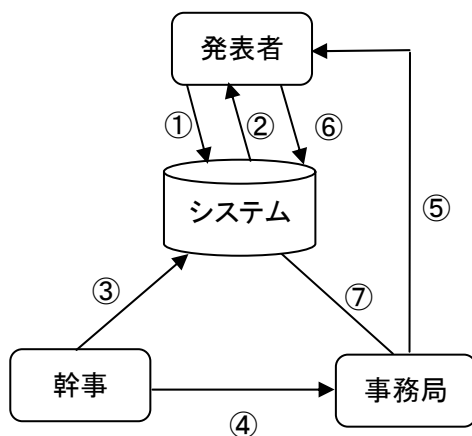 発表者
①
②
⑥
システム
⑤
③
⑦
幹事
事務局
④